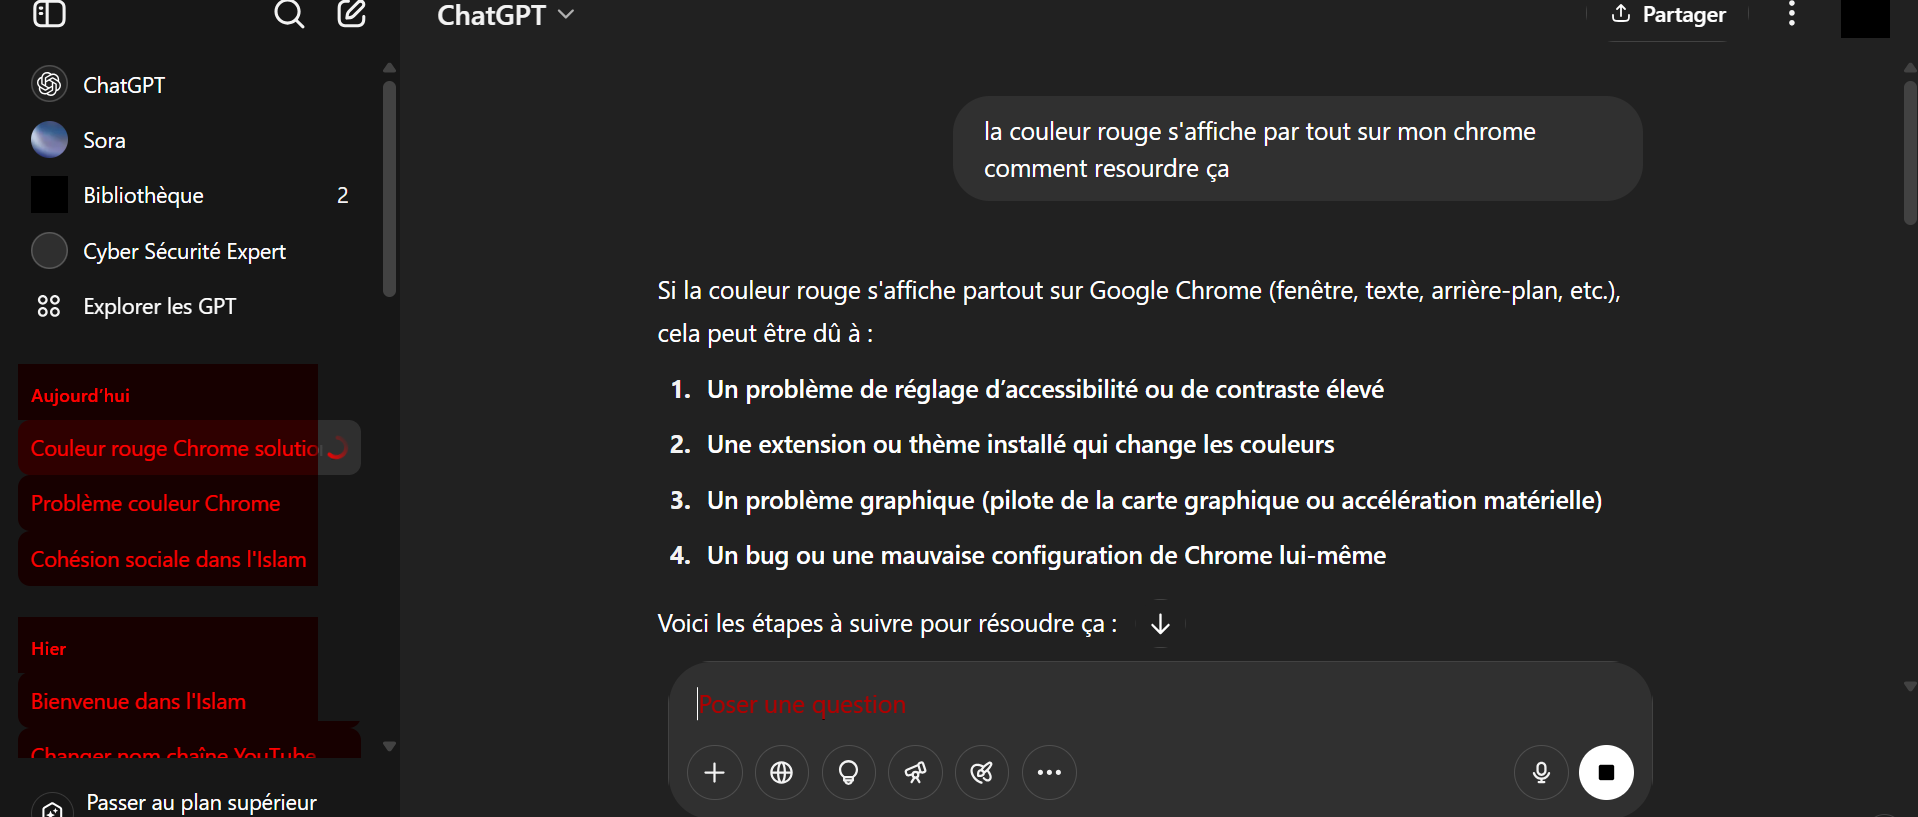 ChatGPT
Partager
ChatGPT
Sora
Bibliothèque 2
Cyber Sécurité Expert
Explorer les GPT
Aujourd'hui
Couleur rouge Chrome solution
Problème couleur Chrome
Cohésion sociale dans l'Islam
Hier
Bienvenue dans l'Islam
Changer nom chaîne YouTube
Passer au plan supérieur
la couleur rouge s'affiche par tout sur mon chrome
comment resourdre ça
Si la couleur rouge s'affiche partout sur Google Chrome (fenêtre, texte, arrière-plan, etc.),
cela peut être dû à :
1. Un problème de réglage d’accessibilité ou de contraste élevé
2. Une extension ou thème installé qui change les couleurs
3. Un problème graphique (pilote de la carte graphique ou accélération matérielle)
4. Un bug ou une mauvaise configuration de Chrome lui-même
Voici les étapes à suivre pour résoudre ça :
Poser une question